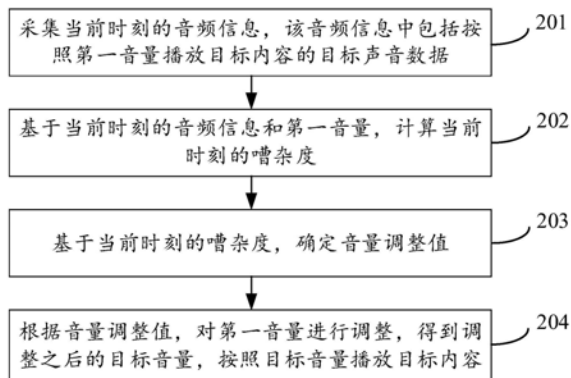 采集当前时刻的音频信息，该音频信息中包括按
照第一音量播放目标内容的目标声音数据
201
基于当前时刻的音频信息和第一音量，计算当前
时刻的嘈杂度
202
基于当前时刻的嘈杂度，确定音量调整值
203
根据音量调整值，对第一音量进行调整，得到调
整之后的目标音量，按照目标音量播放目标内容
204